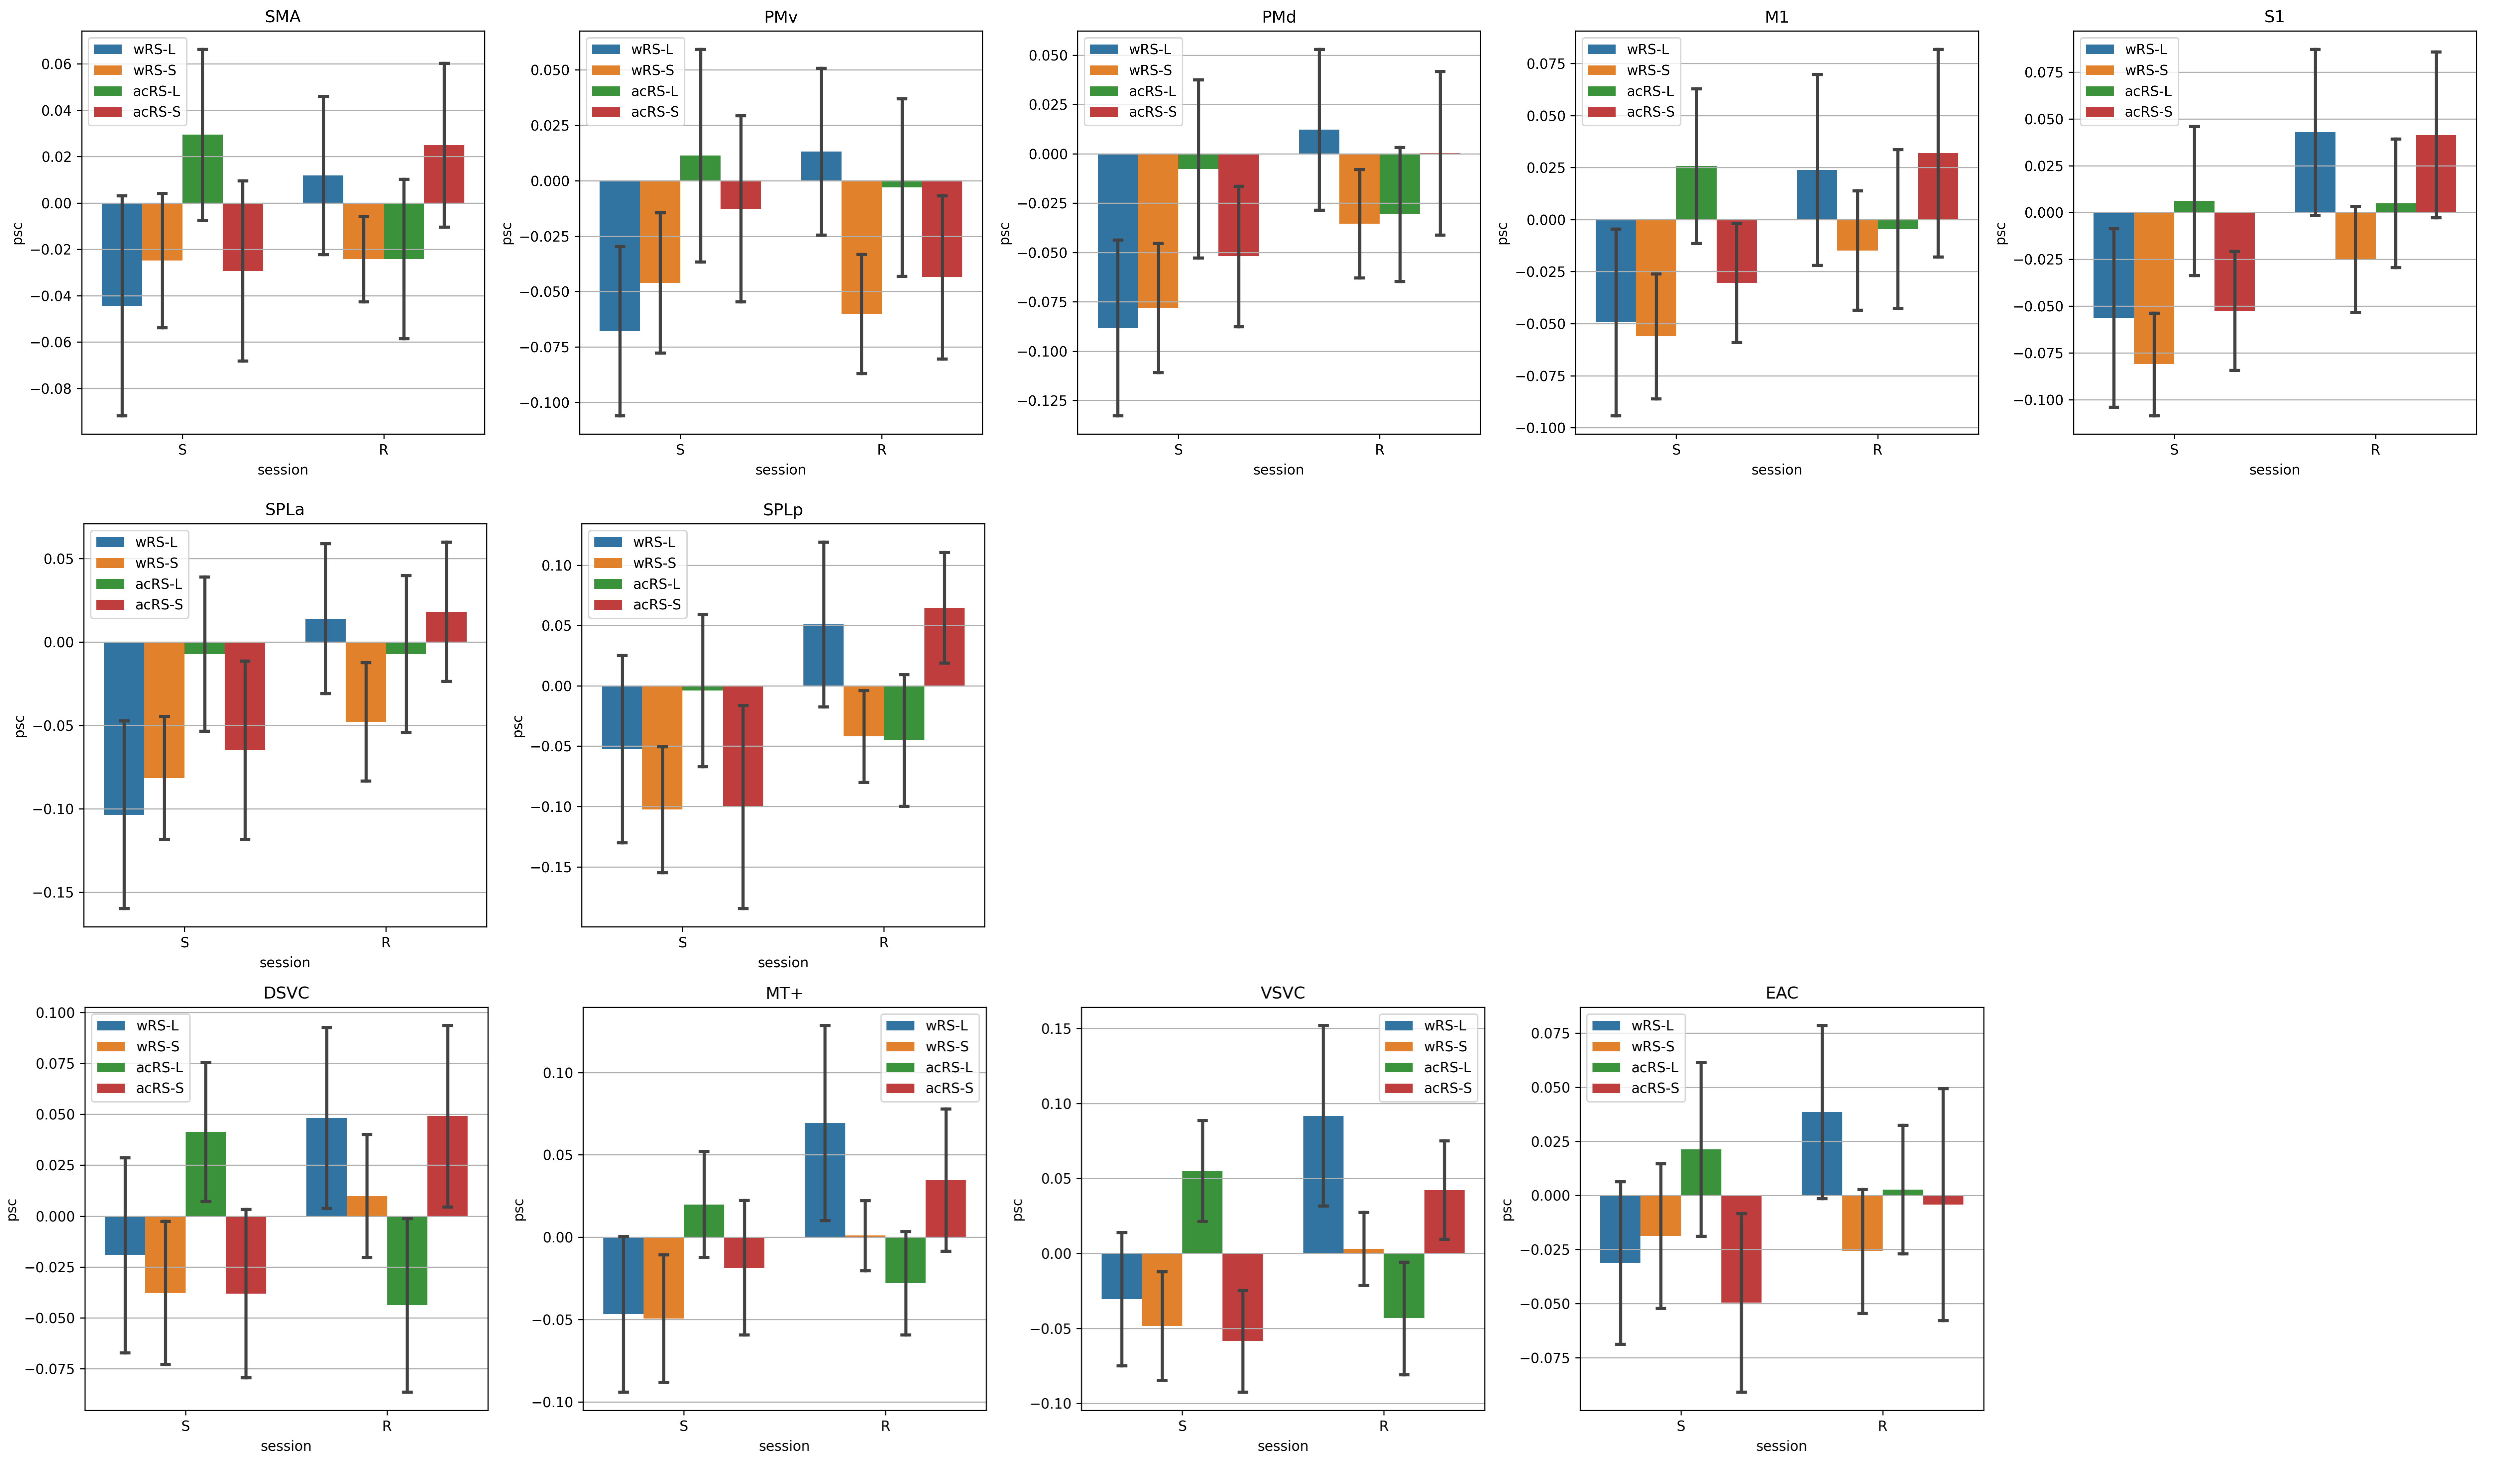 SMA
wRS-L
wRS-S
acRS-L
acRS-S
0.06
0.04
0.02
0.00
−0.02
−0.04
−0.06
−0.08
psc
S R
session
PMv
wRS-L
wRS-S
acRS-L
acRS-S
0.050
0.025
0.000
−0.025
−0.050
−0.075
−0.100
psc
S R
session
PMd
wRS-L
wRS-S
acRS-L
acRS-S
0.050
0.025
0.000
−0.025
−0.050
−0.075
−0.100
−0.125
psc
S R
session
M1
wRS-L
wRS-S
acRS-L
acRS-S
0.075
0.050
0.025
0.000
−0.025
−0.050
−0.075
−0.100
psc
S R
session
S1
wRS-L
wRS-S
acRS-L
acRS-S
0.075
0.050
0.025
0.000
−0.025
−0.050
−0.075
−0.100
psc
S R
session
SPLa
wRS-L
wRS-S
acRS-L
acRS-S
0.05
0.00
−0.05
−0.10
−0.15
psc
S R
session
SPLp
wRS-L
wRS-S
acRS-L
acRS-S
0.10
0.05
0.00
−0.05
−0.10
−0.15
psc
S R
session
DSVC
wRS-L
wRS-S
acRS-L
acRS-S
0.100
0.075
0.050
0.025
0.000
−0.025
−0.050
−0.075
psc
S R
session
MT+
wRS-L
wRS-S
acRS-L
acRS-S
0.10
0.05
0.00
−0.05
−0.10
psc
S R
session
VSVC
wRS-L
wRS-S
acRS-L
acRS-S
0.15
0.10
0.05
0.00
−0.05
−0.10
psc
S R
session
EAC
wRS-L
wRS-S
acRS-L
acRS-S
0.075
0.050
0.025
0.000
−0.025
−0.050
−0.075
psc
S R
session